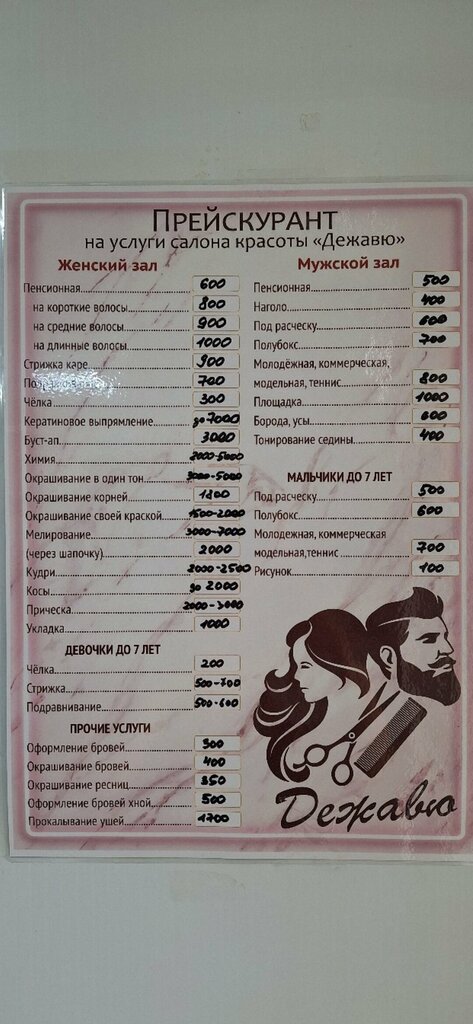 ПРЕЙСКУРАНТ
на услуги салона красоты «Дежавю»
Женский зал
Пенсионная 600
на короткие волосы 800
на средние волосы 900
на длинные волосы 1000
Стрижка каре 900
700
Чёлка 300
Кератиновое выпрямление до 7000
Буст-ап 3000
Химия 2000-5000
Окрашивание в один тон 3000-5000
Окрашивание корней
Окрашивание своей краской 1500-2000
Мелирование 3000-7000
(через шапочку) 2000
Кудри 2000-2500
Косы до 2000
Прическа 2000-3000
Укладка 1000
ДЕВОЧКИ ДО 7 ЛЕТ
Чёлка 200
Стрижка 500-700
Подравнивание 500-600
ПРОЧИЕ УСЛУГИ
Оформление бровей 300
Окрашивание бровей 400
Окрашивание ресниц 350
Оформление бровей хной 500
Прокалывание ушей 1700
Мужской зал
Пенсионная 500
Наголо 400
Под расческу 600
Полубокс 700
Молодёжная, коммерческая,
модельная, теннис 800
Площадка 1000
Борода, усы 600
Тонирование седины 400
МАЛЬЧИКИ ДО 7 ЛЕТ
Под расческу 500
Полубокс 600
Молодежная, коммерческая
модельная,теннис 700
Рисунок 100
Дежавю